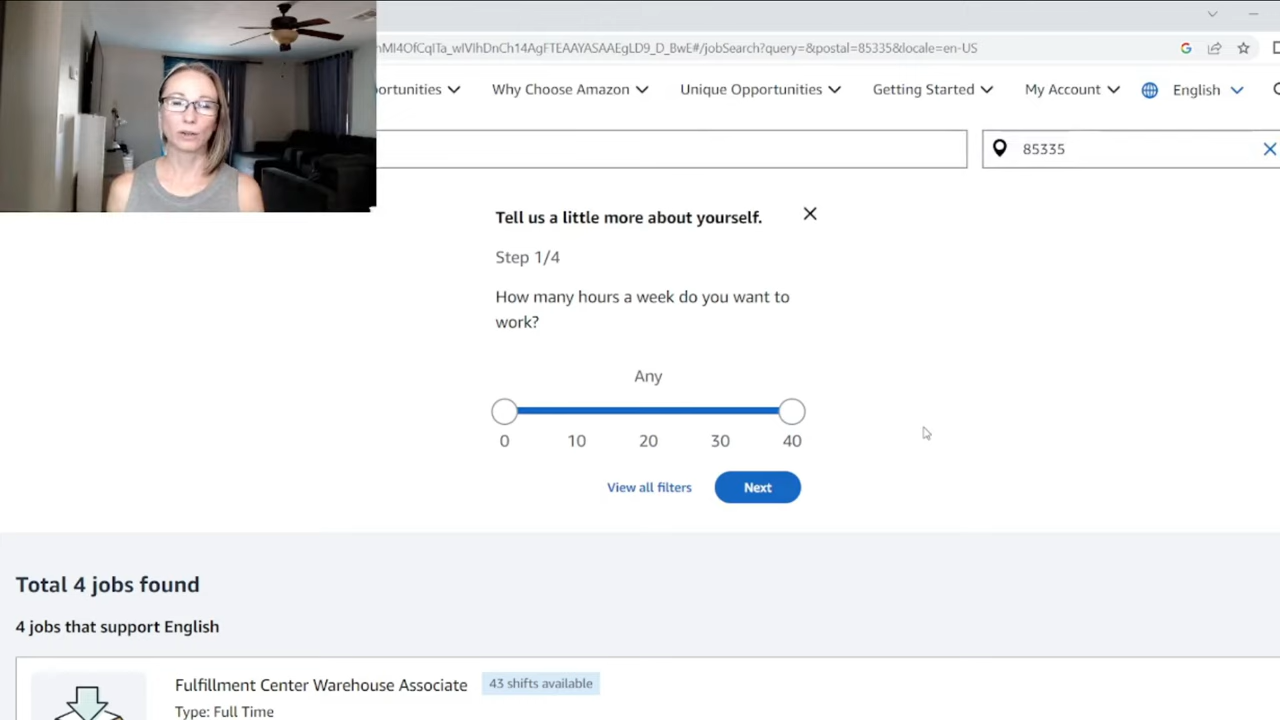 nMI4OfCqITa_wIVIhDnCh14AgFTEAAYASAAEgLD9_D_BwE#/jobSearch?query=&postal=85335&locale=en-US
ortunities Why Choose Amazon Unique Opportunities Getting Started My Account English
85335
Tell us a little more about yourself.
Step 1/4
How many hours a week do you want to
work?
Any
0 10 20 30 40
View all filters Next
Total 4 jobs found
4 jobs that support English
Fulfillment Center Warehouse Associate 43 shifts available
Type: Full Time